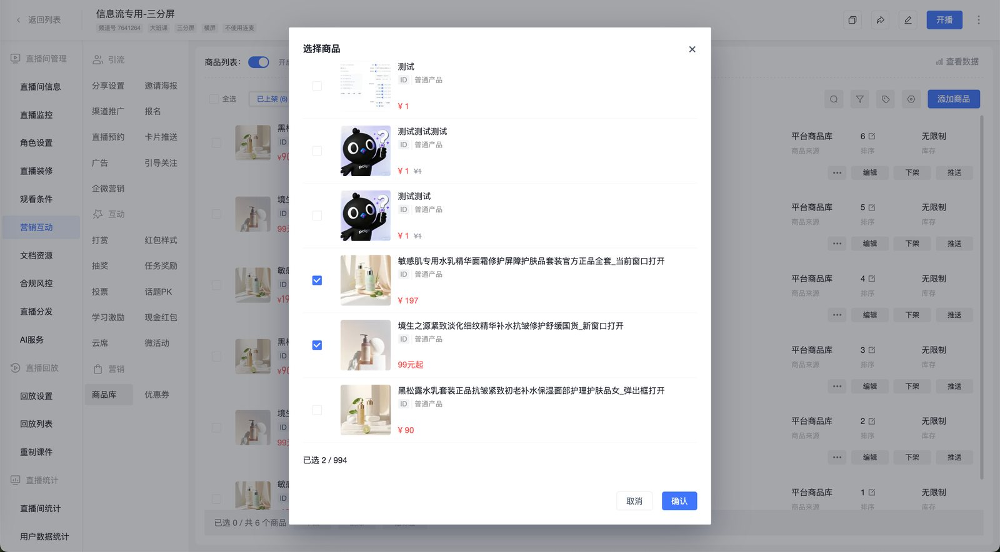 返回列表
信息流专用-三分屏
频道号 7641264
大班课
三分屏
横屏
不使用连麦
开播
直播间管理
直播间信息
直播监控
角色设置
直播装修
观看条件
营销互动
文档资源
合规风控
直播分发
AI服务
直播回放
回放设置
回放列表
重制课件
直播统计
直播间统计
用户数据统计
引流
分享设置 邀请海报
渠道推广 报名
直播预约 卡片推送
广告 引导关注
企微营销
互动
打赏 红包样式
抽奖 任务奖励
投票 话题PK
学习激励 现金红包
云席 微活动
营销
商品库 优惠券
商品列表：
查看数据
全选
已上架 (6)
添加商品
ID
¥90
平台商品库 6 无限制
商品来源 排序 库存
编辑 下架 推送
ID
平台商品库 5 无限制
商品来源 排序 库存
编辑 下架 推送
ID
平台商品库 4 无限制
商品来源 排序 库存
编辑 下架 推送
ID
平台商品库 3 无限制
商品来源 排序 库存
编辑 下架 推送
ID
平台商品库 2 无限制
商品来源 排序 库存
编辑 下架 推送
ID
平台商品库 1 无限制
商品来源 排序 库存
已选 0 / 共 6 个商品
选择商品
测试
ID 普通产品
¥ 1
测试测试测试
ID 普通产品
¥ 1 ¥1
测试测试
ID 普通产品
¥ 1 ¥1
敏感肌专用水乳精华面霜修护屏障护肤品套装官方正品全套_当前窗口打开
ID 普通产品
¥ 197
境生之源紧致淡化细纹精华补水抗皱修护舒缓国货_新窗口打开
ID 普通产品
99元起
黑松露水乳套装正品抗皱紧致初老补水保湿面部护理护肤品女_弹出框打开
ID 普通产品
¥ 90
已选 2 / 994
取消
确认